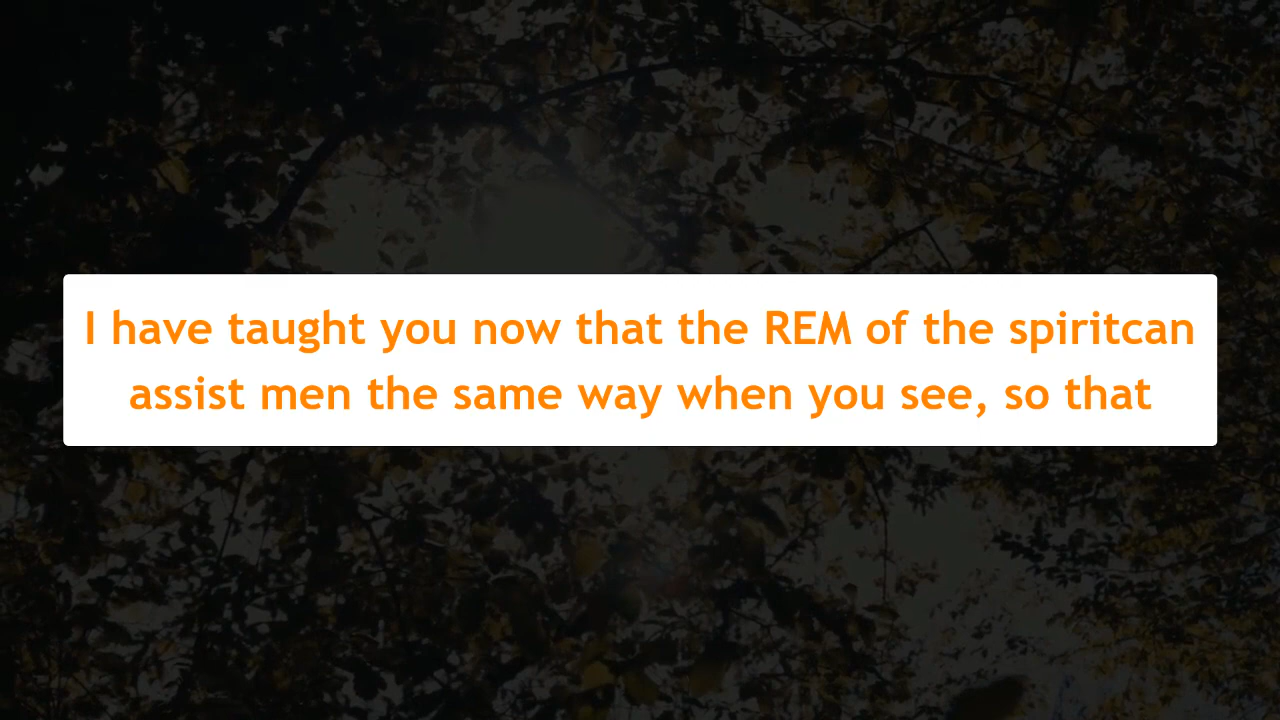 I have taught you now that the REM of the spiritcan
assist men the same way when you see, so that